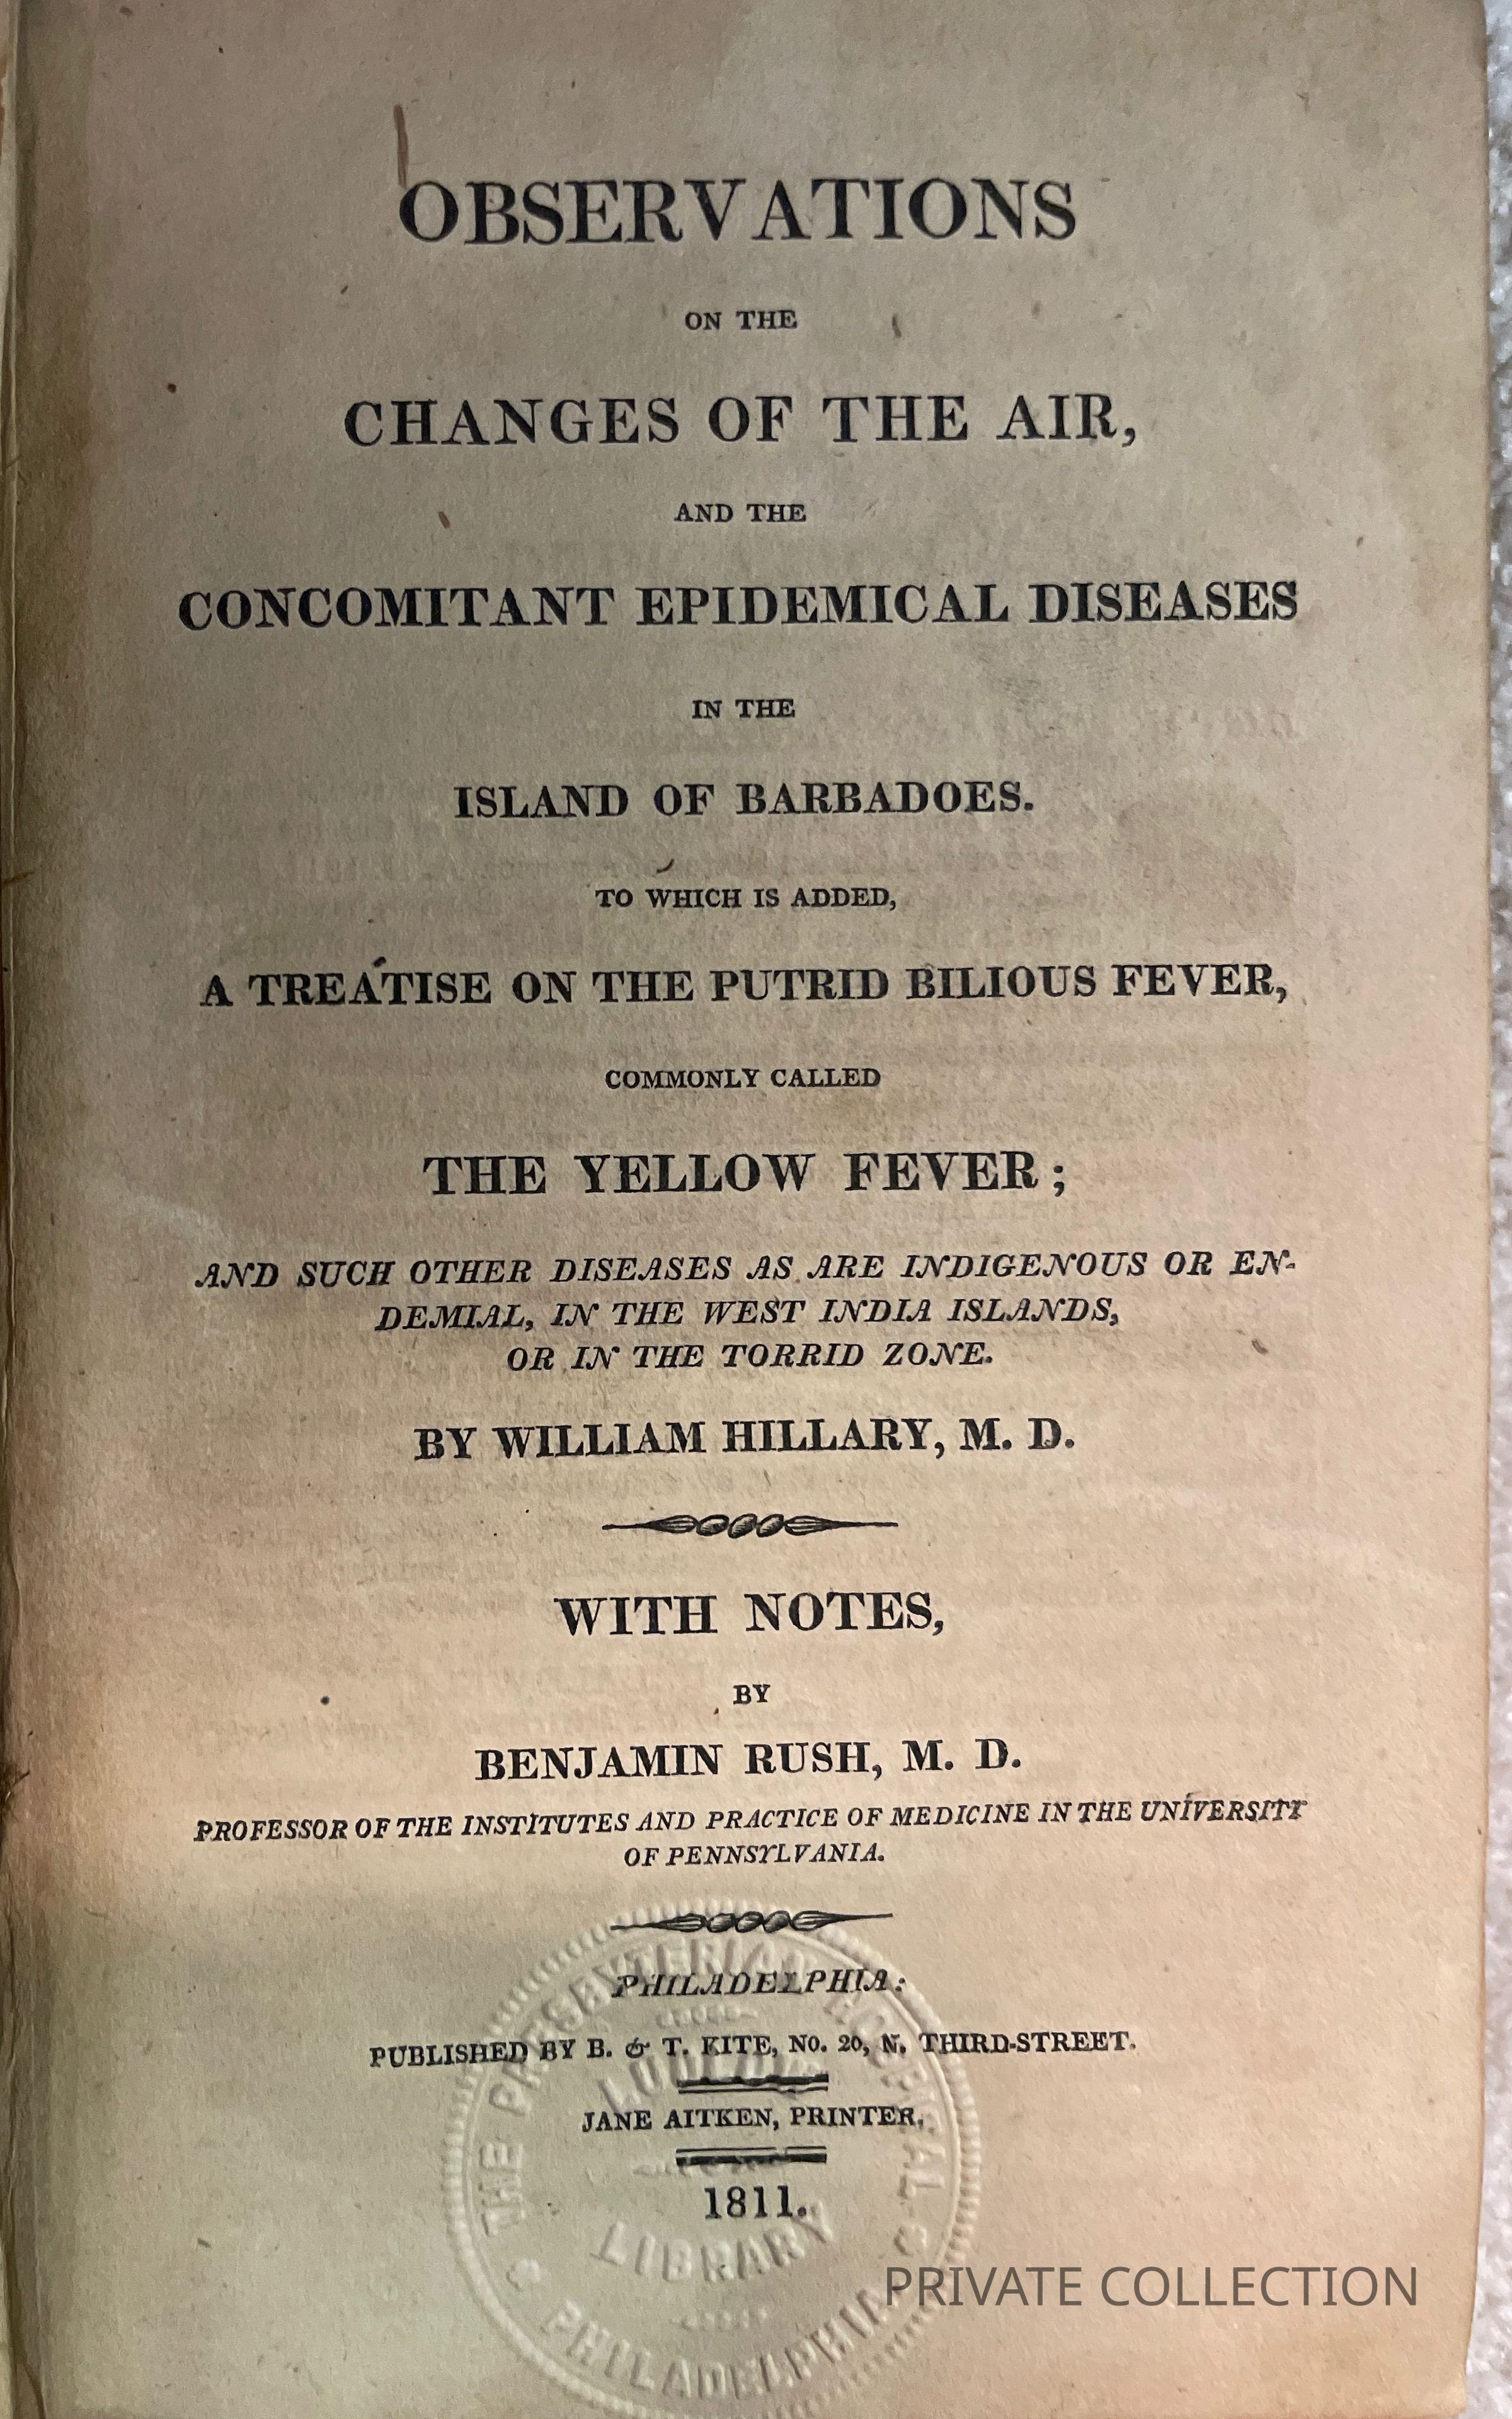 OBSERVATIONS
ON THE
CHANGES OF THE AIR,
AND THE
CONCOMITANT EPIDEMICAL DISEASES
IN THE
ISLAND OF BARBADOES.
TO WHICH IS ADDED,
A TREATISE ON THE PUTRID BILIOUS FEVER,
COMMONLY CALLED
THE YELLOW FEVER;
AND SUCH OTHER DISEASES AS ARE INDIGENOUS OR EN-
DEMIAL, IN THE WEST INDIA ISLANDS,
OR IN THE TORRID ZONE.
BY WILLIAM HILLARY, M. D.
WITH NOTES,
BY
BENJAMIN RUSH, M. D.
PROFESSOR OF THE INSTITUTES AND PRACTICE OF MEDICINE IN THE UNIVERSITY
OF PENNSYLVANIA.
PHILADELPHIA:
PUBLISHED BY B. & T. KITE, NO. 20, N. THIRD-STREET.
JANE AITKEN, PRINTER.
1811.
THE PRESBYTERIAN
LIBRARY
PHILADELPHIA
PRIVATE COLLECTION